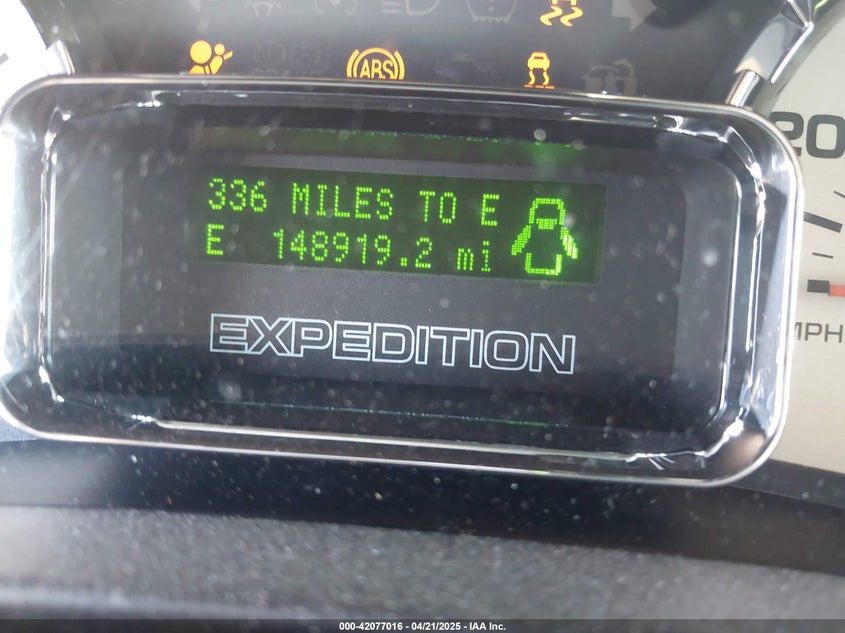 ABS
20
336 MILES TO E
E 148919.2 mi
EXPEDITION
MPH
000-42077016 - 04/21/2025 - IAA Inc.